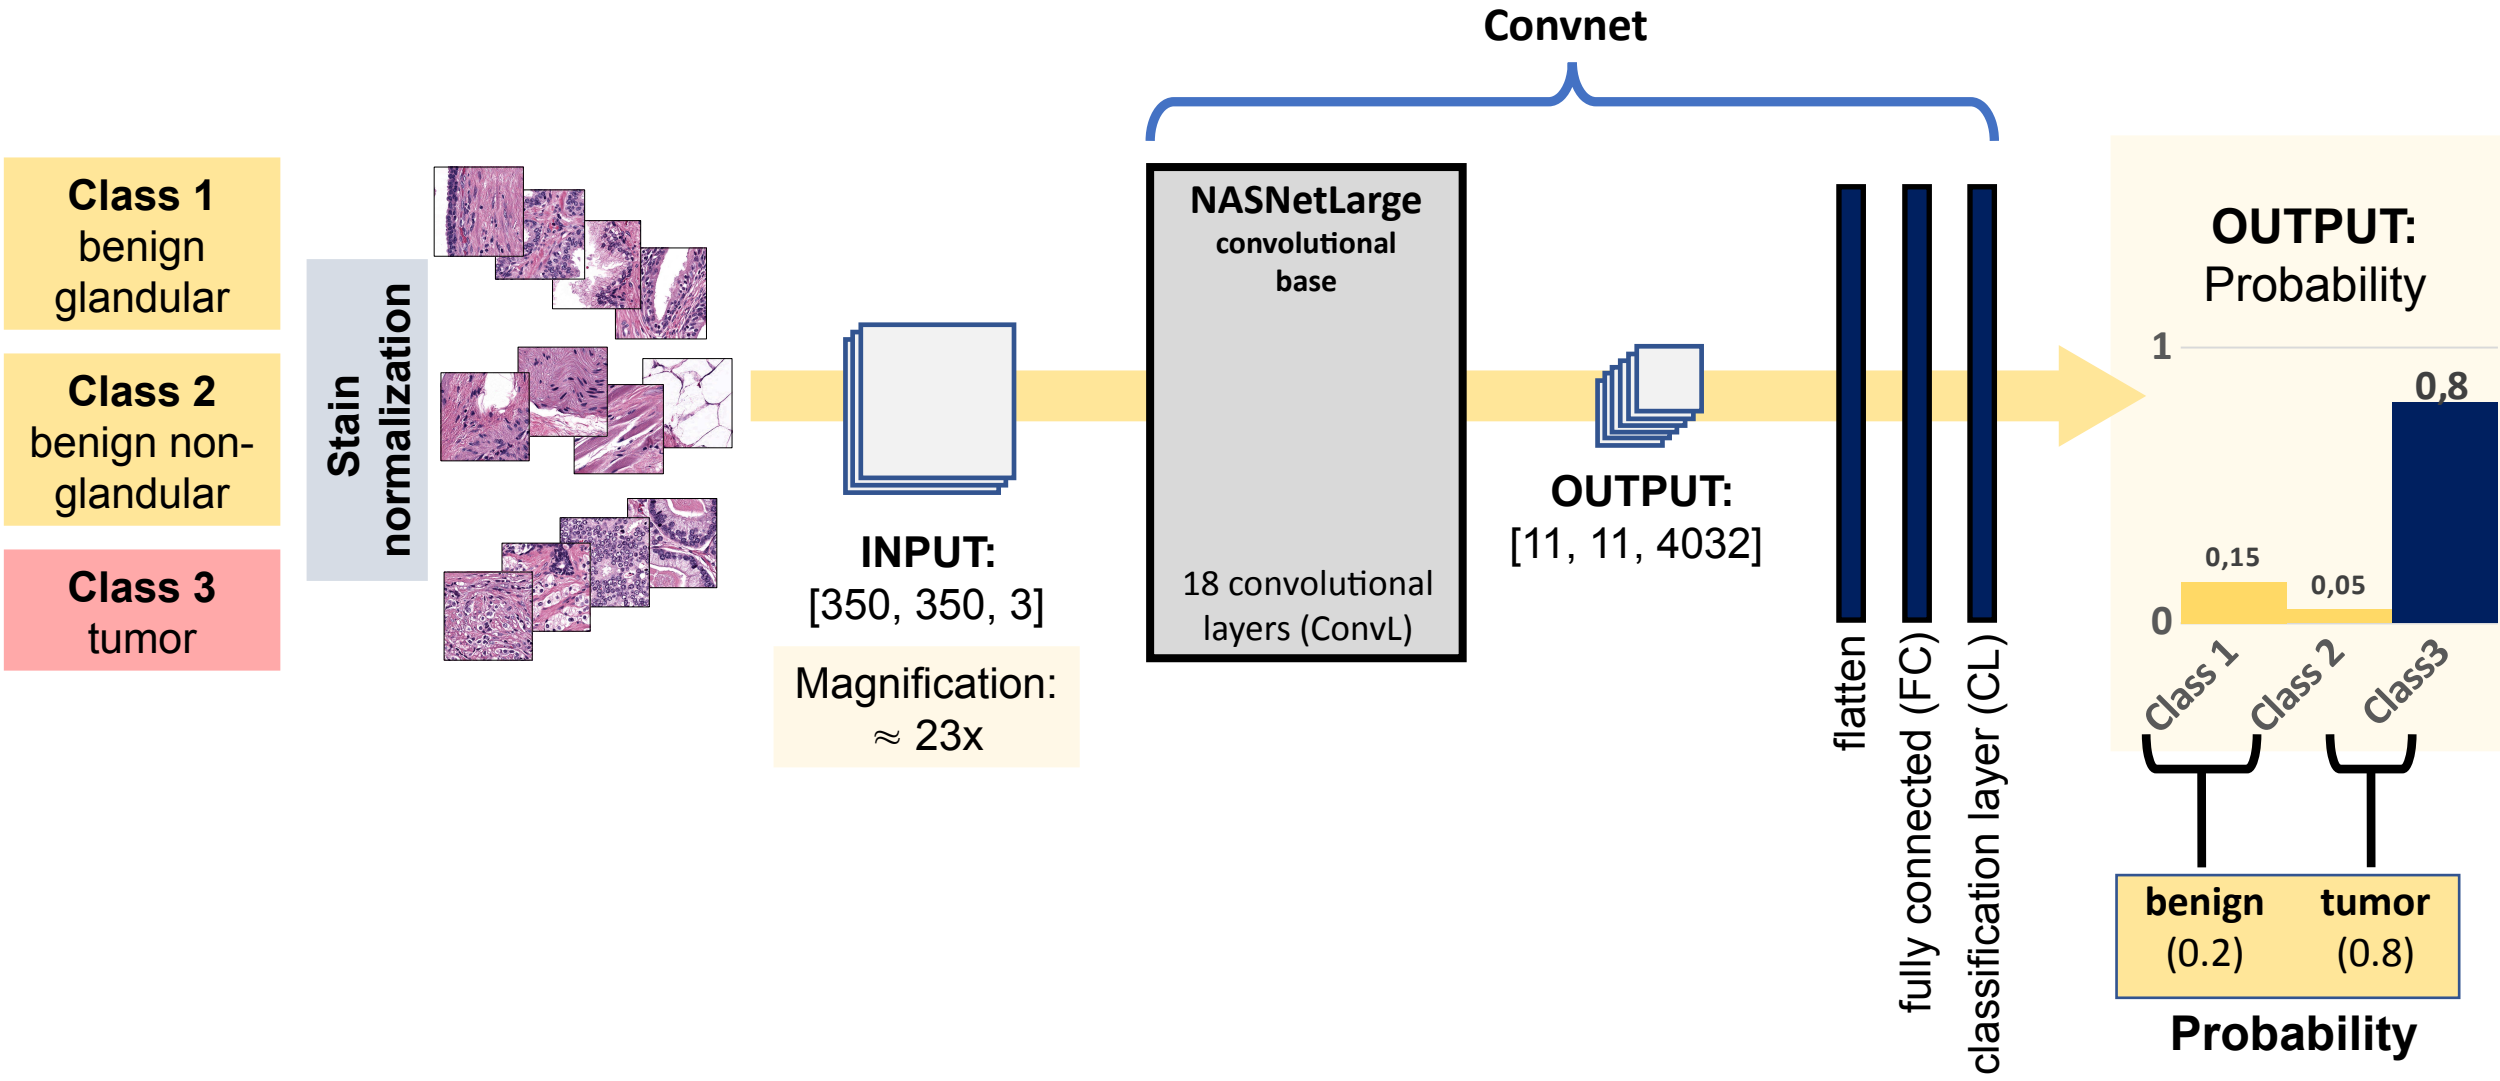 Convnet
Class 1
benign
glandular
Class 2
benign non-
glandular
Class 3
tumor
Stain
normalization
INPUT:
[350, 350, 3]
Magnification:
≈ 23x
NASNetLarge
convolutional
base
18 convolutional
layers (ConvL)
OUTPUT:
[11, 11, 4032]
flatten
fully connected (FC)
classification layer (CL)
OUTPUT:
Probability
1
0,8
0,15
0,05
0
Class 1
Class 2
Class3
benign
(0.2)
tumor
(0.8)
Probability